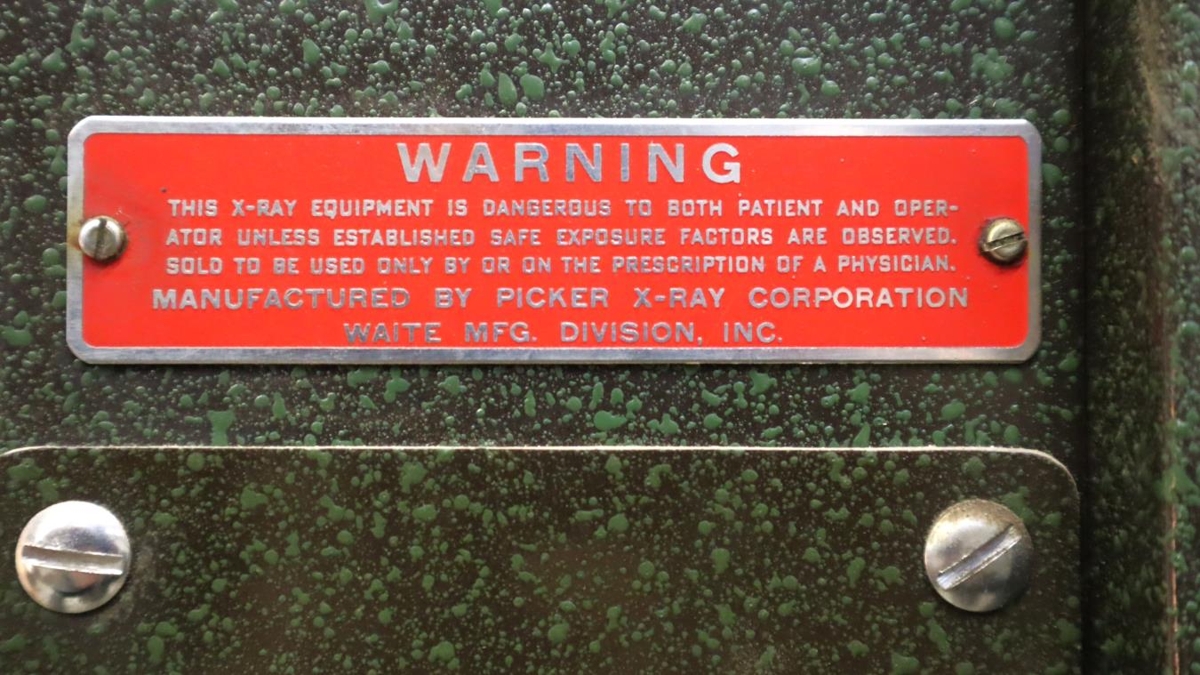 WARNING
THIS X-RAY EQUIPMENT IS DANGEROUS TO BOTH PATIENT AND OPER-
ATOR UNLESS ESTABLISHED SAFE EXPOSURE FACTORS ARE OBSERVED.
SOLD TO BE USED ONLY BY OR ON THE PRESCRIPTION OF A PHYSICIAN.
MANUFACTURED BY PICKER X-RAY CORPORATION
WAITE MFG. DIVISION, INC.